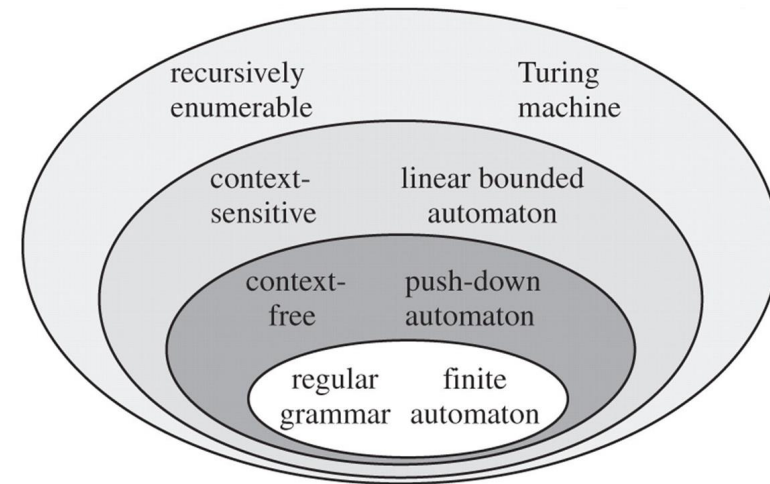 recursively
enumerable
Turing
machine
context-
sensitive
linear bounded
automaton
context-
free
push-down
automaton
regular
grammar
finite
automaton